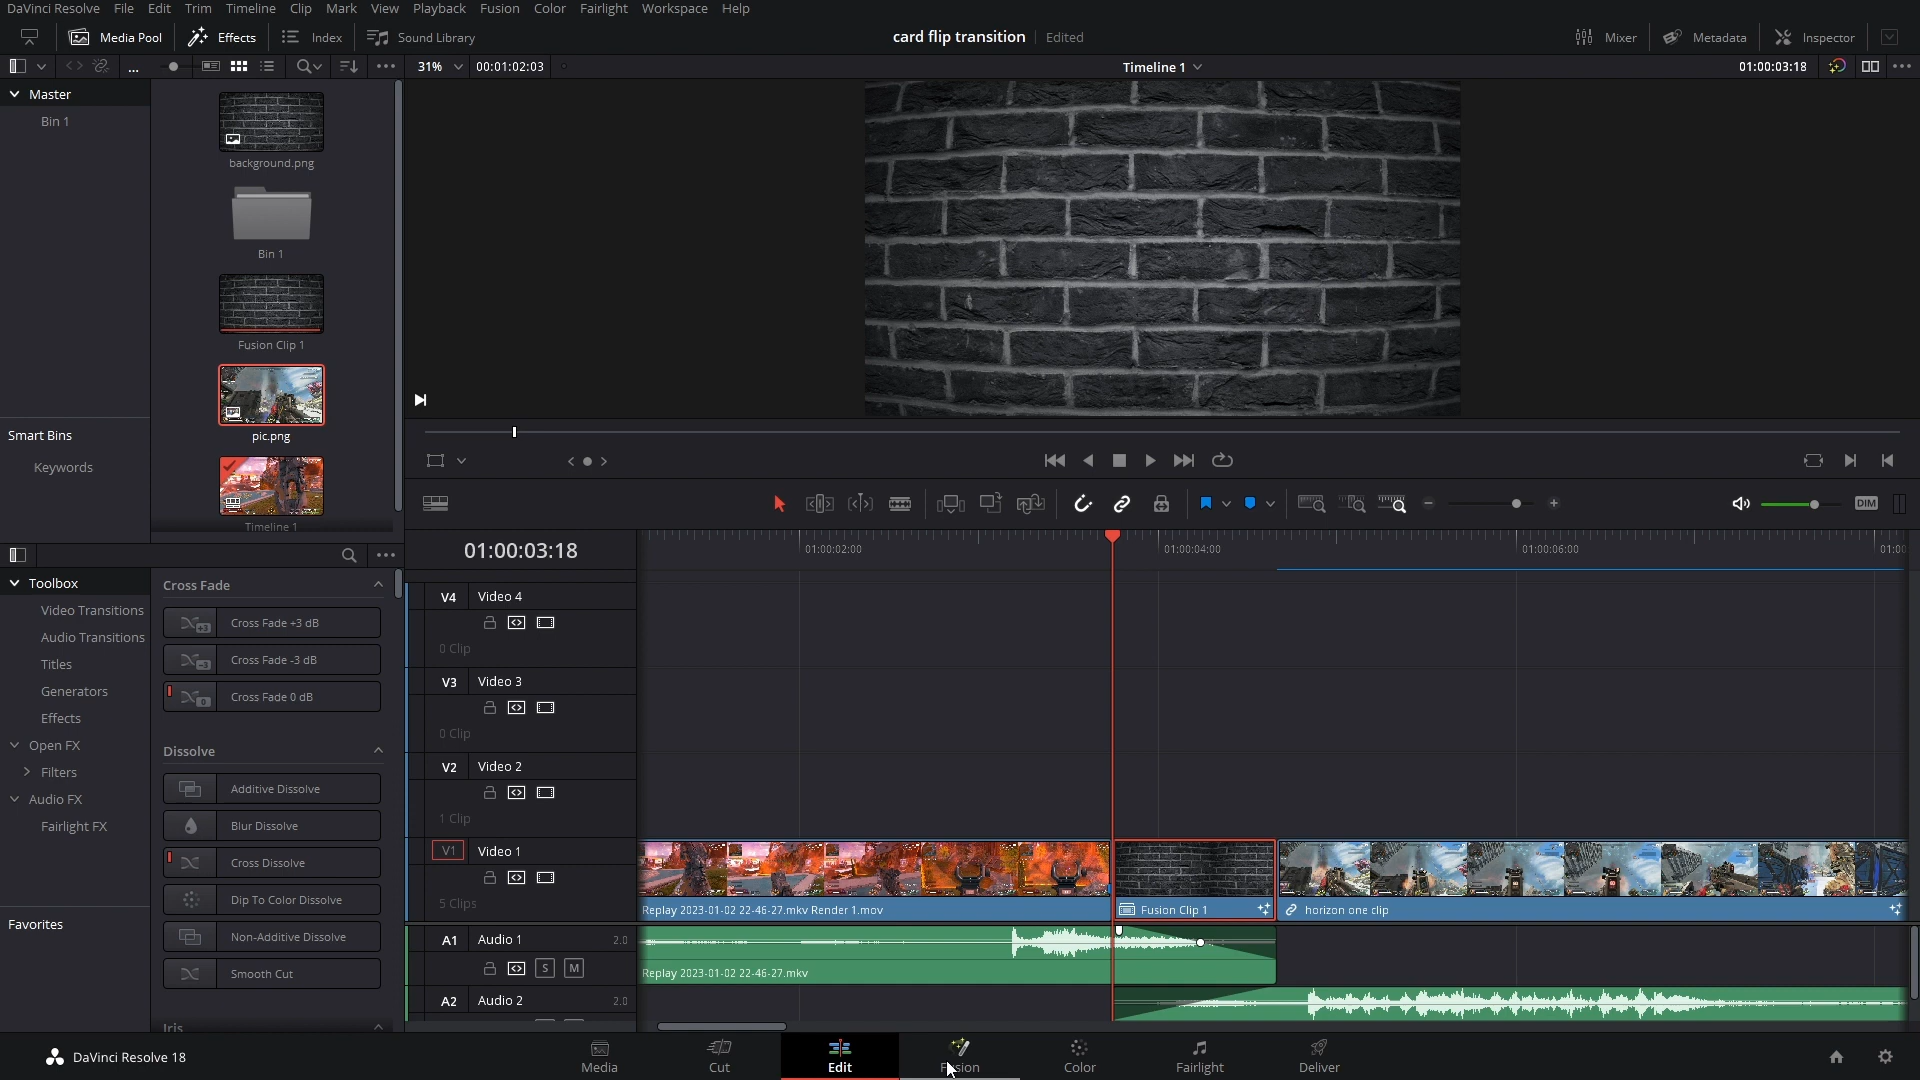 DaVinci Resolve File Edit Trim Timeline Clip Mark View Playback Fusion Color Fairlight Workspace Help
Media Pool Effects Index Sound Library card flip transition Edited Mixer Metadata Inspector
... 31% 00:01:02:03 Timeline 1 01:00:03:18
Master
Bin 1
background.png
Bin 1
Fusion Clip 1
pic.png
Timeline 1
Smart Bins
Keywords
DIM
Toolbox
Video Transitions
Audio Transitions
Titles
Generators
Effects
Open FX
Filters
Audio FX
Fairlight FX
Favorites
Cross Fade
+3 Cross Fade +3 dB
-3 Cross Fade -3 dB
0 Cross Fade 0 dB
Dissolve
Additive Dissolve
Blur Dissolve
Cross Dissolve
Dip To Color Dissolve
Non-Additive Dissolve
Smooth Cut
Iris
01:00:03:18 01:00:02:00 01:00:04:00 01:00:06:00 01:00
V4 Video 4
0 Clip
V3 Video 3
0 Clip
V2 Video 2
1 Clip
V1 Video 1
5 Clips
Replay 2023-01-02 22-46-27.mkv Render 1.mov Fusion Clip 1 horizon one clip
A1 Audio 1 2.0
S M
Replay 2023-01-02 22-46-27.mkv
A2 Audio 2 2.0
DaVinci Resolve 18 Media Cut Edit Fusion Color Fairlight Deliver